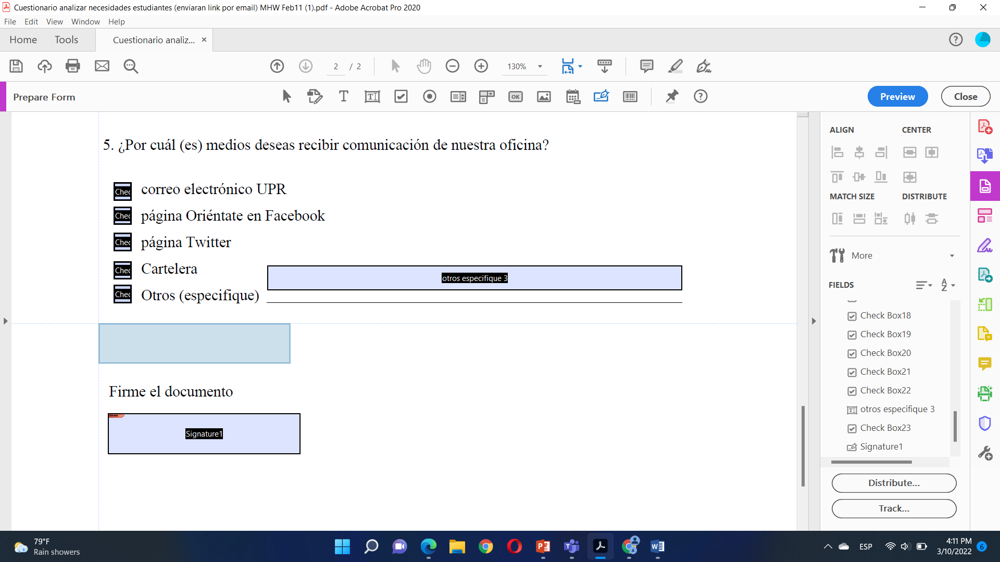 Cuestionario analizar necesidades estudiantes (enviaran link por email) MHW Feb11 (1).pdf - Adobe Acrobat Pro 2020
File Edit View Window Help
Home Tools Cuestionario analiz... ×
2 / 2 130%
Prepare Form OK Preview Close
5. ¿Por cuál (es) medios deseas recibir comunicación de nuestra oficina?
Chec correo electrónico UPR
Chec página Oriéntate en Facebook
Chec página Twitter
Chec Cartelera
otros especifique 3
Chec Otros (especifique)
Firme el documento
Signature1
ALIGN CENTER
MATCH SIZE DISTRIBUTE
More
FIELDS
Check Box18
Check Box19
Check Box20
Check Box21
Check Box22
otros especifique 3
Check Box23
Signature1
Distribute...
Track...
79°F
Rain showers
ESP
4:11 PM
3/10/2022
6